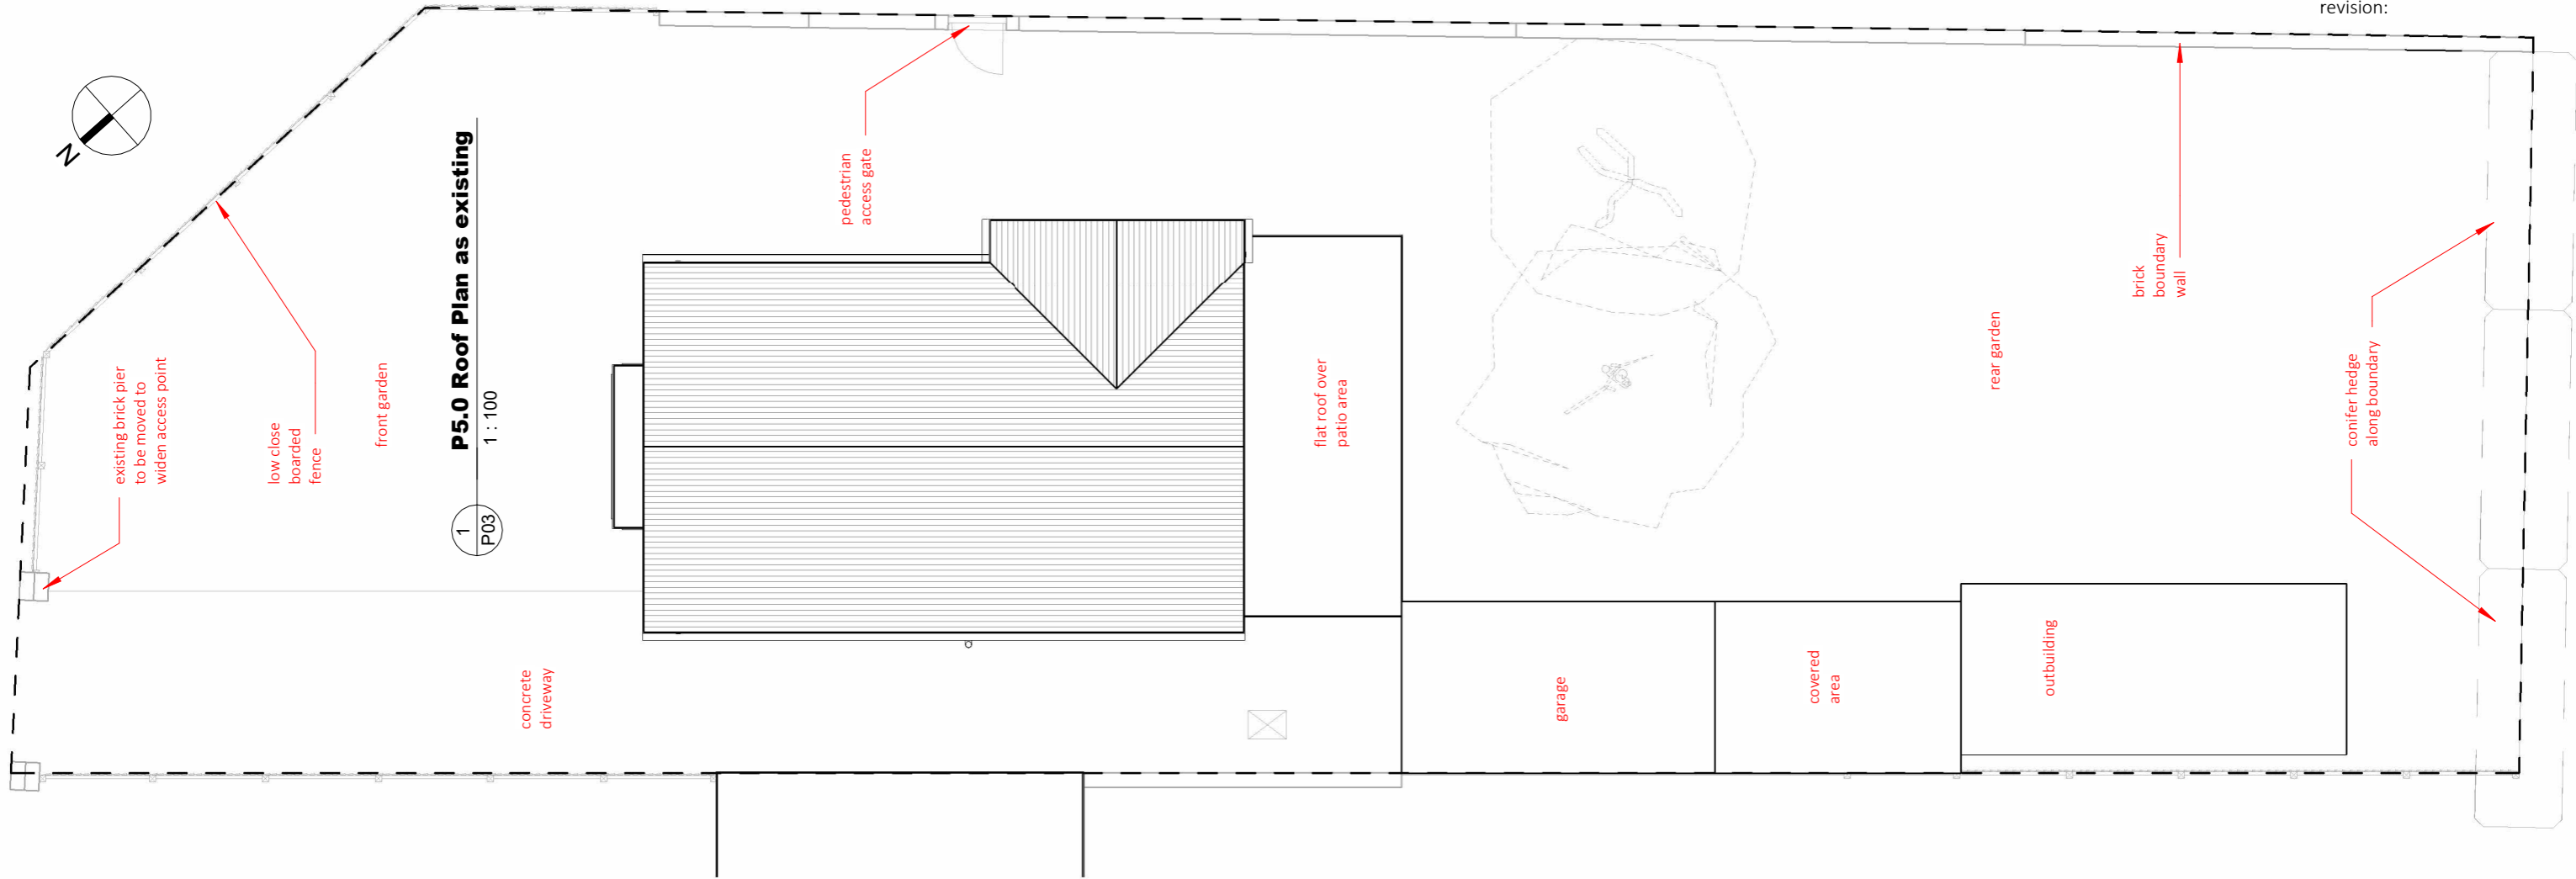 revision:
N
P5.0 Roof Plan as existing
1 : 100
1
P03
existing brick pier
to be moved to
widen access point
low close
boarded
fence
front garden
pedestrian
access gate
concrete
driveway
flat roof over
patio area
garage
covered
area
outbuilding
rear garden
brick
boundary
wall
conifer hedge
along boundary